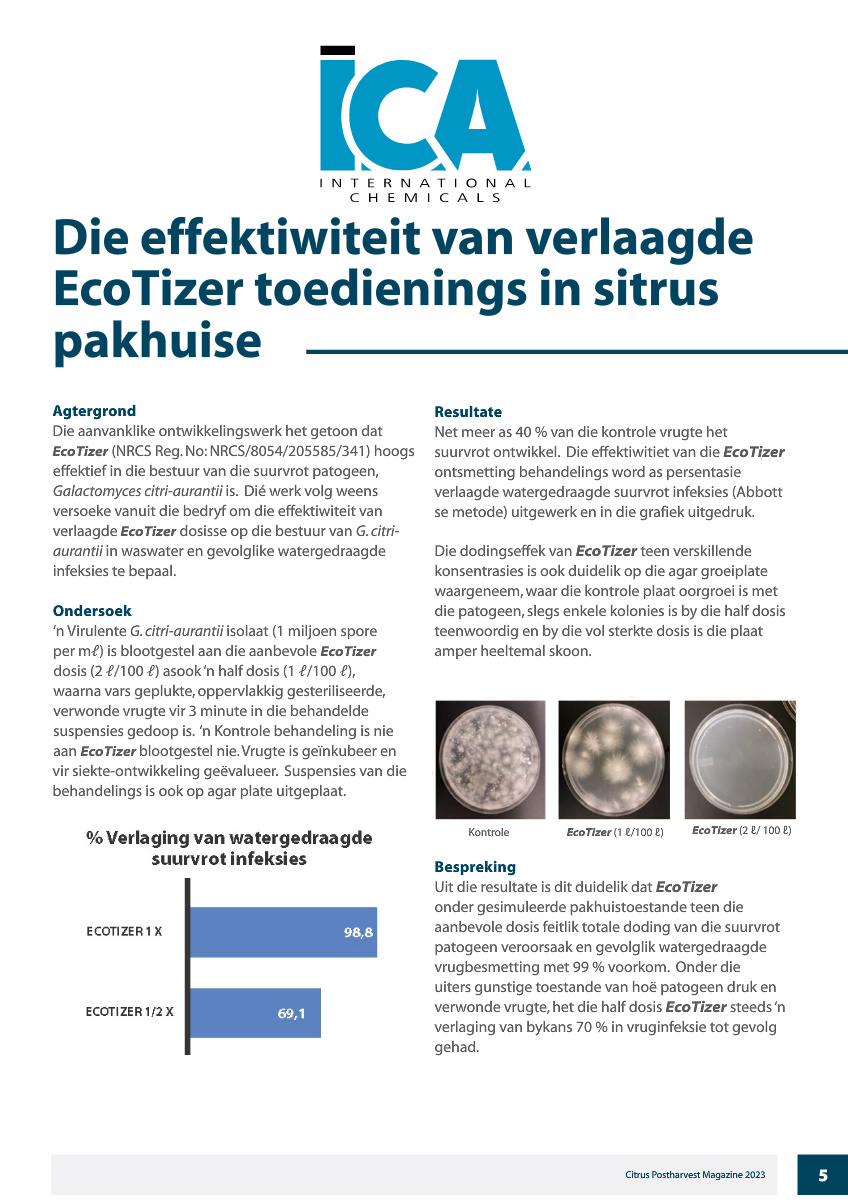 ICA
INTERNATIONAL
CHEMICALS
Die effektiwiteit van verlaagde
EcoTizer toedienings in sitrus
pakhuise
Agtergrond
Die aanvanklike ontwikkelingswerk het getoon dat
EcoTizer (NRCS Reg. No: NRCS/8054/205585/341) hoogs
effektief in die bestuur van die suurvrot patogeen,
Galactomyces citri-aurantii is. Dié werk volg weens
versoeke vanuit die bedryf om die effektiwiteit van
verlaagde EcoTizer dosisse op die bestuur van G. citri-
aurantii in waswater en gevolglike watergedraagde
infeksies te bepaal.
Ondersoek
‘n Virulente G. citri-aurantii isolaat (1 miljoen spore
per mℓ) is blootgestel aan die aanbevole EcoTizer
dosis (2 ℓ/100 ℓ) asook ‘n half dosis (1 ℓ/100 ℓ),
waarna vars geplukte, oppervlakkig gesteriliseerde,
verwonde vrugte vir 3 minute in die behandelde
suspensies gedoop is. ‘n Kontrole behandeling is nie
aan EcoTizer blootgestel nie. Vrugte is geïnkubeer en
vir siekte-ontwikkeling geëvalueer. Suspensies van die
behandelings is ook op agar plate uitgeplaat.
% Verlaging van watergedraagde
suurvrot infeksies
ECOTIZER 1 X
98,8
ECOTIZER 1/2 X
69,1
Resultate
Net meer as 40 % van die kontrole vrugte het
suurvrot ontwikkel. Die effektiwitiet van die EcoTizer
ontsmetting behandelings word as persentasie
verlaagde watergedraagde suurvrot infeksies (Abbott
se metode) uitgewerk en in die grafiek uitgedruk.
Die dodingseffek van EcoTizer teen verskillende
konsentrasies is ook duidelik op die agar groeiplate
waargeneem, waar die kontrole plaat oorgroei is met
die patogeen, slegs enkele kolonies is by die half dosis
teenwoordig en by die vol sterkte dosis is die plaat
amper heeltemal skoon.
Kontrole
EcoTizer (1 ℓ/100 ℓ)
EcoTizer (2 ℓ/ 100 ℓ)
Bespreking
Uit die resultate is dit duidelik dat EcoTizer
onder gesimuleerde pakhuistoestande teen die
aanbevole dosis feitlik totale doding van die suurvrot
patogeen veroorsaak en gevolglik watergedraagde
vrugbesmetting met 99 % voorkom. Onder die
uiters gunstige toestande van hoë patogeen druk en
verwonde vrugte, het die half dosis EcoTizer steeds ‘n
verlaging van bykans 70 % in vruginfeksie tot gevolg
gehad.
Citrus Postharvest Magazine 2023
5